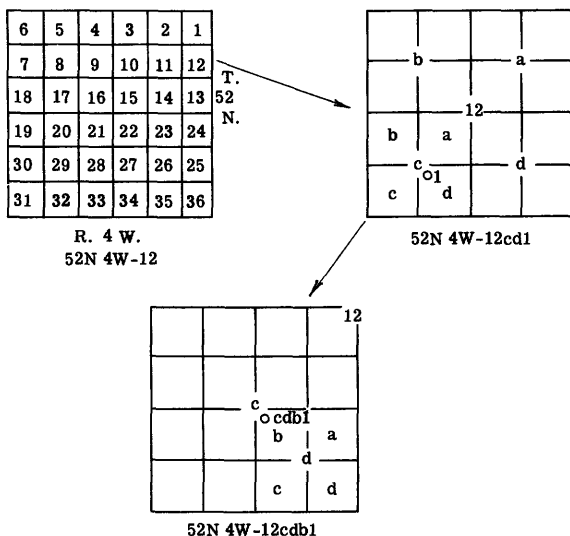 6 5 4 3 2 1
7 8 9 10 11 12
T.
18 17 16 15 14 13 52
N.
19 20 21 22 23 24
30 29 28 27 26 25
31 32 33 34 35 36
R. 4 W.
52N 4W-12
b a
12
b a
c d
1
c d
52N 4W-12cd1
12
c
cdb1
b a
d
c d
52N 4W-12cdb1